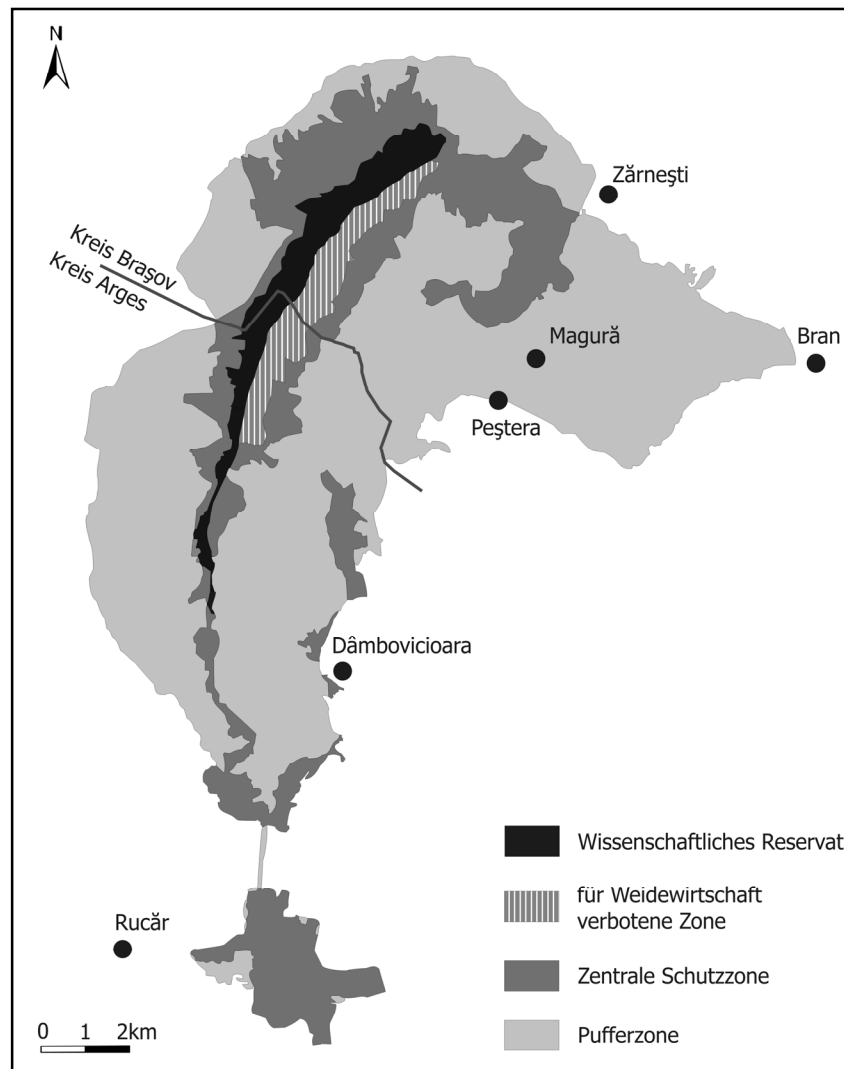 N
Zărneşti
Kreis Braşov
Kreis Arges
Magură
Bran
Peştera
Dâmbovicioara
Wissenschaftliches Reservat
für Weidewirtschaft
verbotene Zone
Rucăr
Zentrale Schutzzone
0 1 2km
Pufferzone